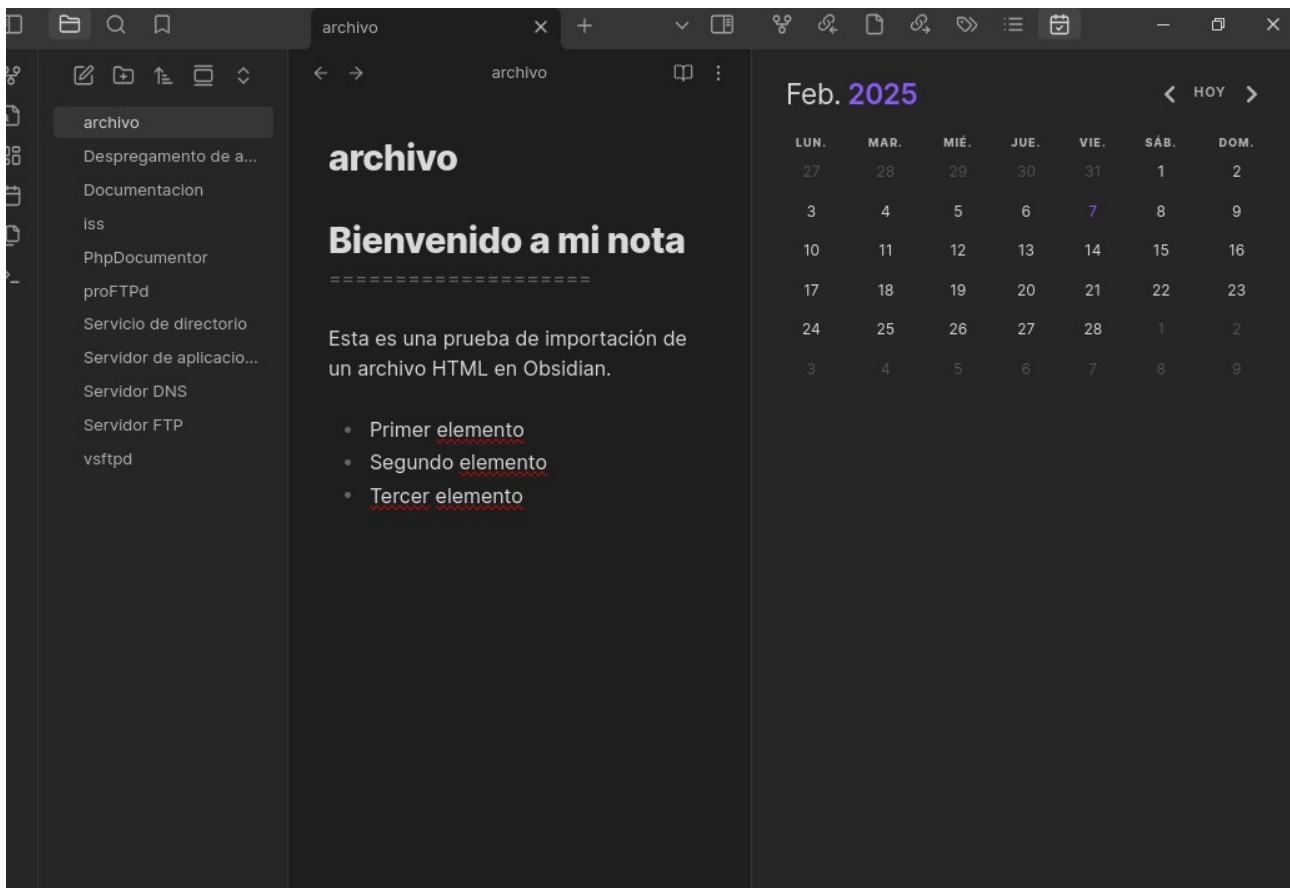 archivo
archivo
Despregamento de a...
Documentacion
iss
PhpDocumentor
proFTPd
Servicio de directorio
Servidor de aplicacio...
Servidor DNS
Servidor FTP
vsftpd
archivo
archivo
Bienvenido a mi nota
====================
Esta es una prueba de importación de
un archivo HTML en Obsidian.
Primer elemento
Segundo elemento
Tercer elemento
Feb. 2025
HOY
LUN. MAR. MIÉ. JUE. VIE. SÁB. DOM.
27 28 29 30 31 1 2
3 4 5 6 7 8 9
10 11 12 13 14 15 16
17 18 19 20 21 22 23
24 25 26 27 28 1 2
3 4 5 6 7 8 9